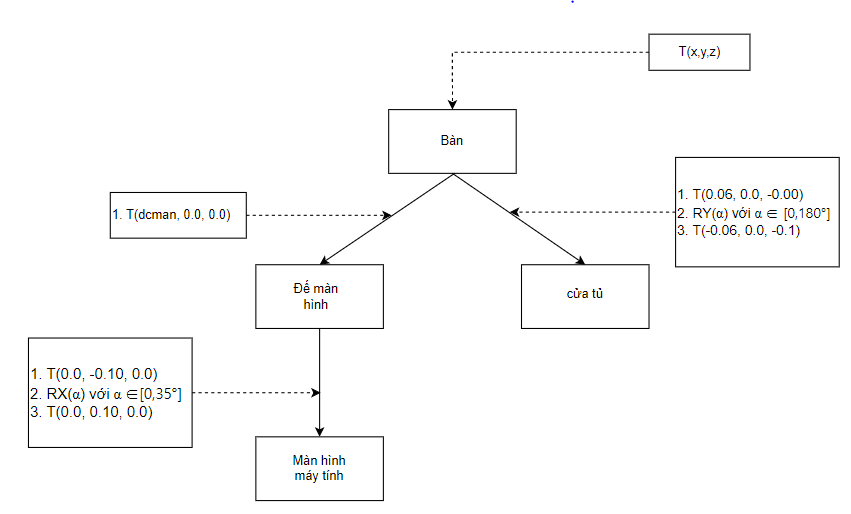 T(x,y,z)
Bàn
1. T(dcman, 0.0, 0.0)
1. T(0.06, 0.0, -0.00)
2. RY(α) với α ∈ [0,180°]
3. T(-0.06, 0.0, -0.1)
Đế màn
hình
cửa tủ
1. T(0.0, -0.10, 0.0)
2. RX(α) với α ∈[0,35°]
3. T(0.0, 0.10, 0.0)
Màn hình
máy tính